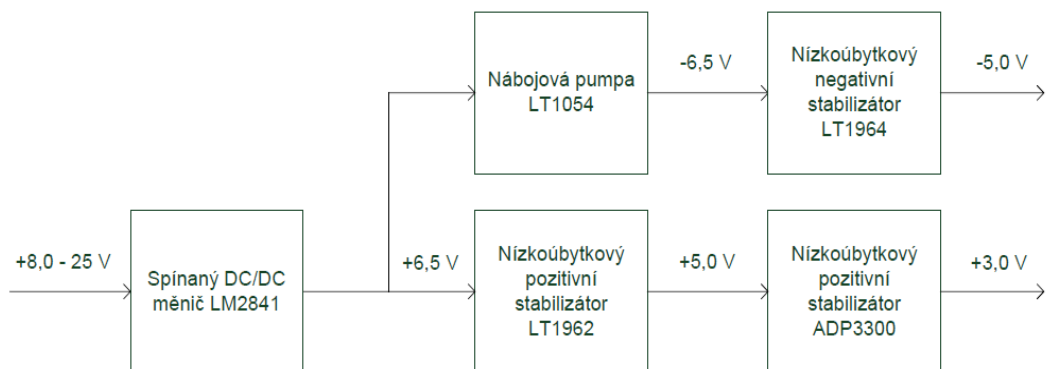 Nábojová pumpa
LT1054
-6,5 V
Nízkoúbytkový
negativní
stabilizátor
LT1964
-5,0 V
+8,0 - 25 V
Spínaný DC/DC
měnič LM2841
+6,5 V
Nízkoúbytkový
pozitivní
stabilizátor
LT1962
+5,0 V
Nízkoúbytkový
pozitivní
stabilizátor
ADP3300
+3,0 V